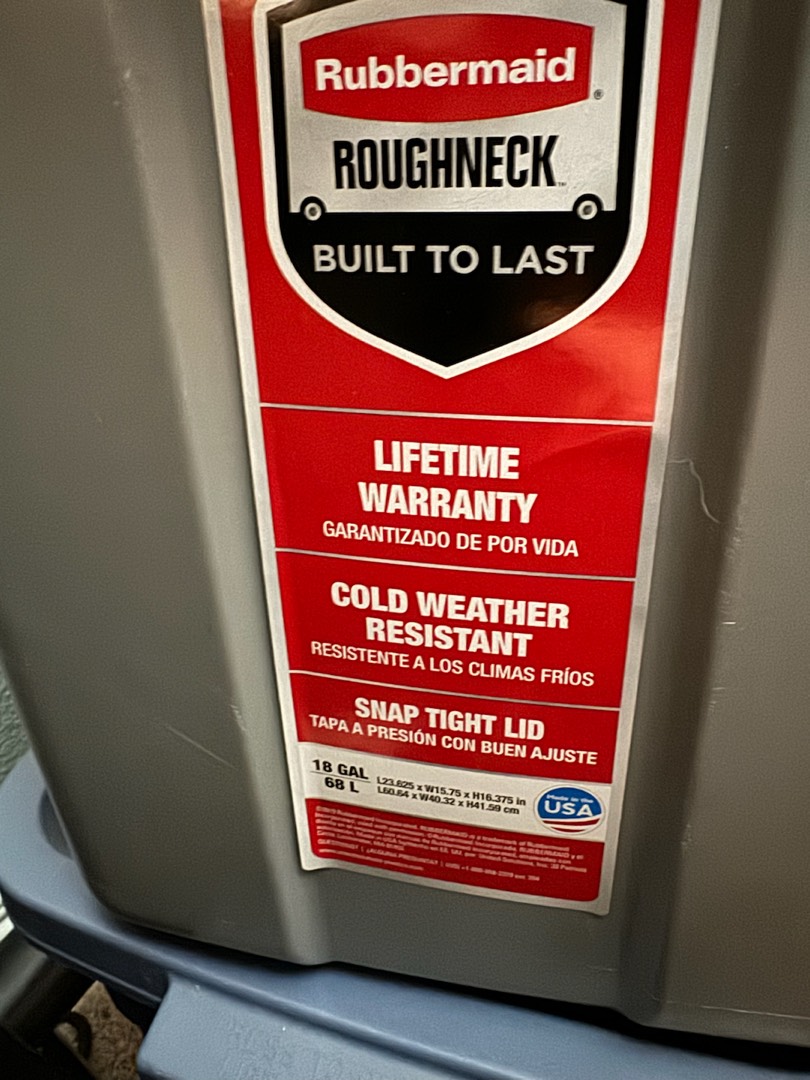 Rubbermaid®
ROUGHNECK™
BUILT TO LAST
LIFETIME
WARRANTY
GARANTIZADO DE POR VIDA
COLD WEATHER
RESISTANT
RESISTENTE A LOS CLIMAS FRÍOS
SNAP TIGHT LID
TAPA A PRESIÓN CON BUEN AJUSTE
18 GAL
68 L
L23.625 x W15.75 x H16.375 in
L60.64 x W40.32 x H41.59 cm
Made in the
USA